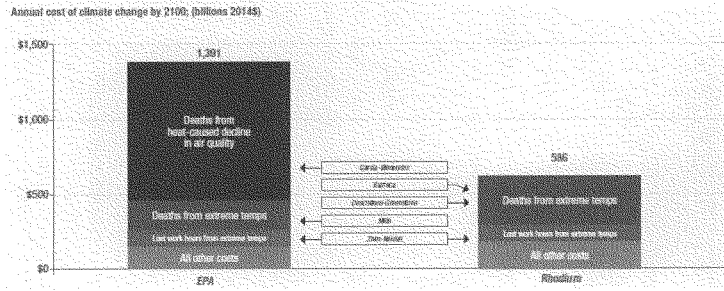 Annual cost of climate change by 2100; (billions 2014$)
$1,500
1,391
$1,000
Deaths from
heat-caused decline
in air quality
586
$500
Deaths from extreme temps
Deaths from extreme temps
Lost work hours from extreme temps
Lost work hours from extreme temps
All other costs
All other costs
$0
EPA
Rhodium